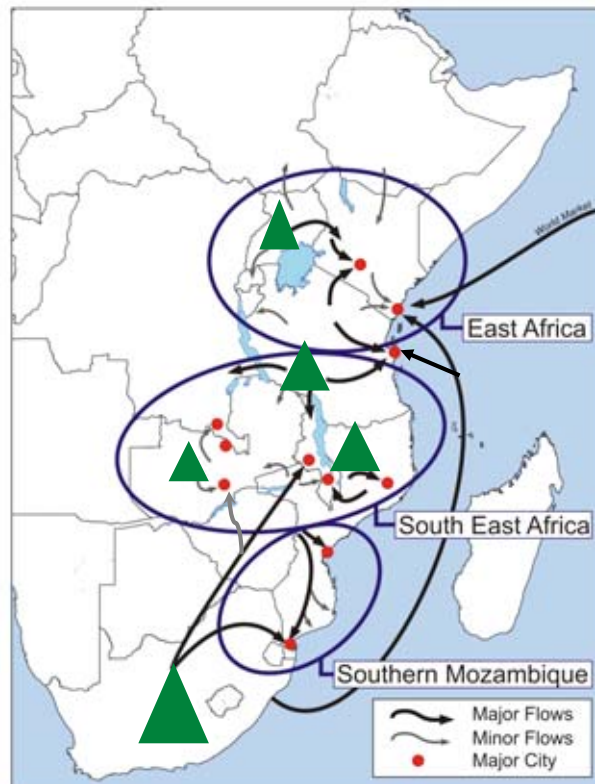 World Market
East Africa
South East Africa
Southern Mozambique
Major Flows
Minor Flows
Major City